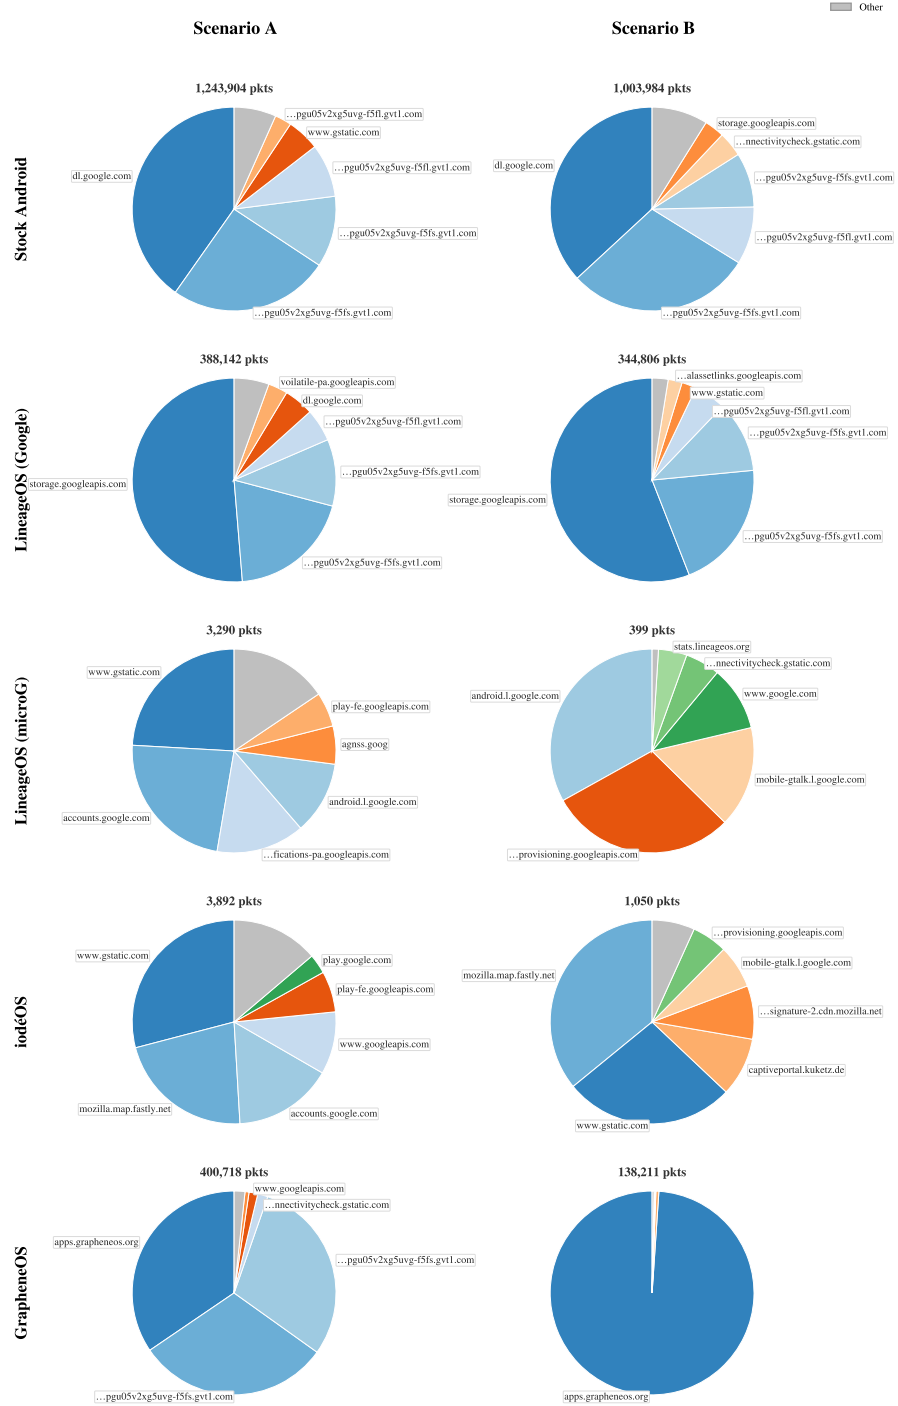 Other
Scenario A
Scenario B
Stock Android
1,243,904 pkts
…pgu05v2xg5uvg-f5fl.gvt1.com
www.gstatic.com
…pgu05v2xg5uvg-f5fl.gvt1.com
dl.google.com
…pgu05v2xg5uvg-f5fs.gvt1.com
…pgu05v2xg5uvg-f5fs.gvt1.com
1,003,984 pkts
storage.googleapis.com
…nnectivitycheck.gstatic.com
dl.google.com
…pgu05v2xg5uvg-f5fs.gvt1.com
…pgu05v2xg5uvg-f5fl.gvt1.com
…pgu05v2xg5uvg-f5fs.gvt1.com
LineageOS (Google)
388,142 pkts
voilatile-pa.googleapis.com
dl.google.com
…pgu05v2xg5uvg-f5fl.gvt1.com
…pgu05v2xg5uvg-f5fs.gvt1.com
storage.googleapis.com
…pgu05v2xg5uvg-f5fs.gvt1.com
344,806 pkts
…alassetlinks.googleapis.com
www.gstatic.com
…pgu05v2xg5uvg-f5fl.gvt1.com
…pgu05v2xg5uvg-f5fs.gvt1.com
storage.googleapis.com
…pgu05v2xg5uvg-f5fs.gvt1.com
LineageOS (microG)
3,290 pkts
www.gstatic.com
play-fe.googleapis.com
agnss.goog
android.l.google.com
accounts.google.com
…fications-pa.googleapis.com
399 pkts
stats.lineageos.org
…nnectivitycheck.gstatic.com
www.google.com
android.l.google.com
mobile-gtalk.l.google.com
…provisioning.googleapis.com
iodéOS
3,892 pkts
www.gstatic.com
play.google.com
play-fe.googleapis.com
www.googleapis.com
mozilla.map.fastly.net
accounts.google.com
1,050 pkts
…provisioning.googleapis.com
mobile-gtalk.l.google.com
mozilla.map.fastly.net
…signature-2.cdn.mozilla.net
captiveportal.kuketz.de
www.gstatic.com
GrapheneOS
400,718 pkts
www.googleapis.com
…nnectivitycheck.gstatic.com
apps.grapheneos.org
…pgu05v2xg5uvg-f5fs.gvt1.com
…pgu05v2xg5uvg-f5fs.gvt1.com
138,211 pkts
apps.grapheneos.org